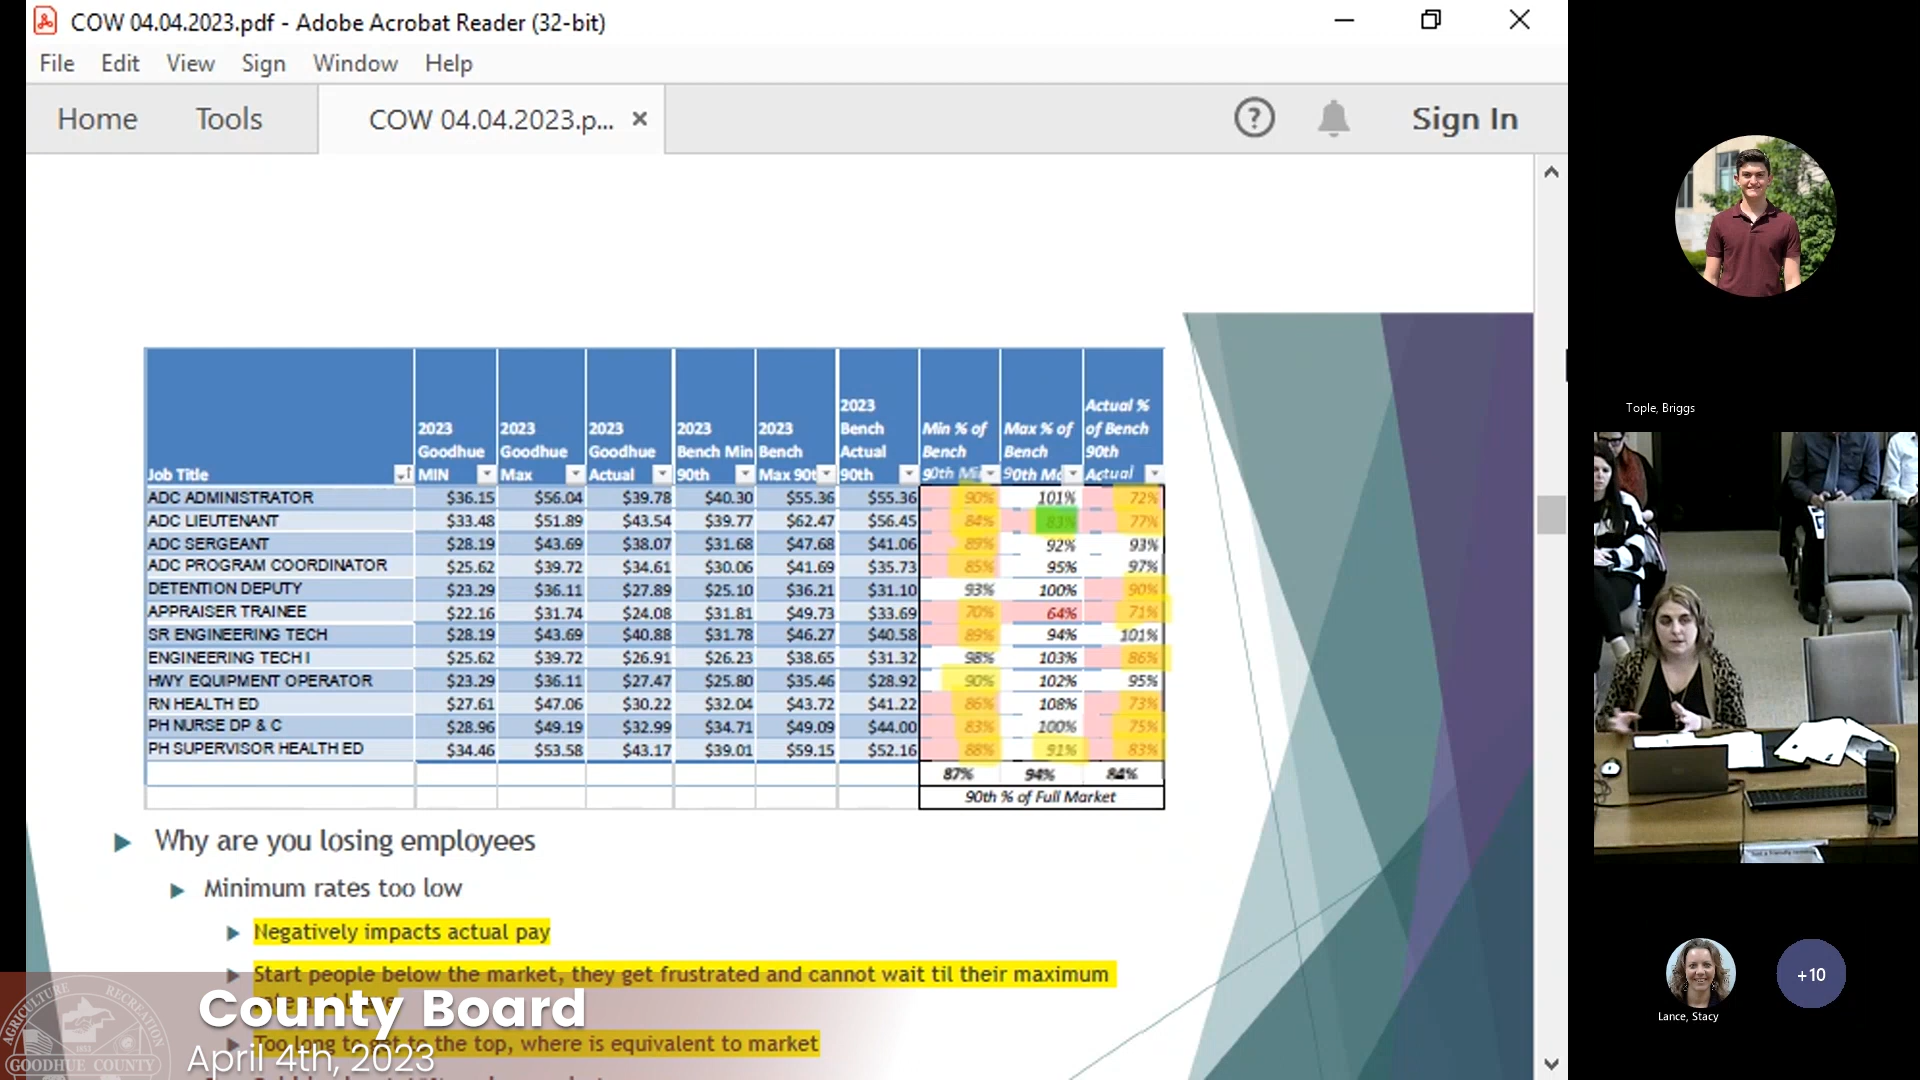 COW 04.04.2023.pdf - Adobe Acrobat Reader (32-bit)
File Edit View Sign Window Help
Home Tools COW 04.04.2023.p... Sign In
Job Title 2023 Goodhue MIN 2023 Goodhue Max 2023 Goodhue Actual 2023 Bench Min 90th 2023 Bench Max 90t 2023 Bench Actual 90th Min % of Bench 90th Mi Max % of Bench 90th Ma Actual % of Bench 90th Actual
ADC ADMINISTRATOR $36.15 $56.04 $39.78 $40.30 $55.36 $55.36 90% 101% 72%
ADC LIEUTENANT $33.48 $51.89 $43.54 $39.77 $62.47 $56.45 84% 83% 77%
ADC SERGEANT $28.19 $43.69 $38.07 $31.68 $47.68 $41.06 89% 92% 93%
ADC PROGRAM COORDINATOR $25.62 $39.72 $34.61 $30.06 $41.69 $35.73 85% 95% 97%
DETENTION DEPUTY $23.29 $36.11 $27.89 $25.10 $36.21 $31.10 93% 100% 90%
APPRAISER TRAINEE $22.16 $31.74 $24.08 $31.81 $49.73 $33.69 70% 64% 71%
SR ENGINEERING TECH $28.19 $43.69 $40.88 $31.78 $46.27 $40.58 89% 94% 101%
ENGINEERING TECH I $25.62 $39.72 $26.91 $26.23 $38.65 $31.32 98% 103% 86%
HWY EQUIPMENT OPERATOR $23.29 $36.11 $27.47 $25.80 $35.46 $28.92 90% 102% 95%
RN HEALTH ED $27.61 $47.06 $30.22 $32.04 $43.72 $41.22 86% 108% 73%
PH NURSE DP & C $28.96 $49.19 $32.99 $34.71 $49.09 $44.00 83% 100% 75%
PH SUPERVISOR HEALTH ED $34.46 $53.58 $43.17 $39.01 $59.15 $52.16 88% 91% 83%
87% 94% 84%
90th % of Full Market
Why are you losing employees
Minimum rates too low
Negatively impacts actual pay
Start people below the market, they get frustrated and cannot wait til their maximum
Too long to get to the top, where is equivalent to market
County Board
April 4th, 2023
AGRICULTURE RECREATION
GOODHUE COUNTY
Tople, Briggs
Lance, Stacy
+10